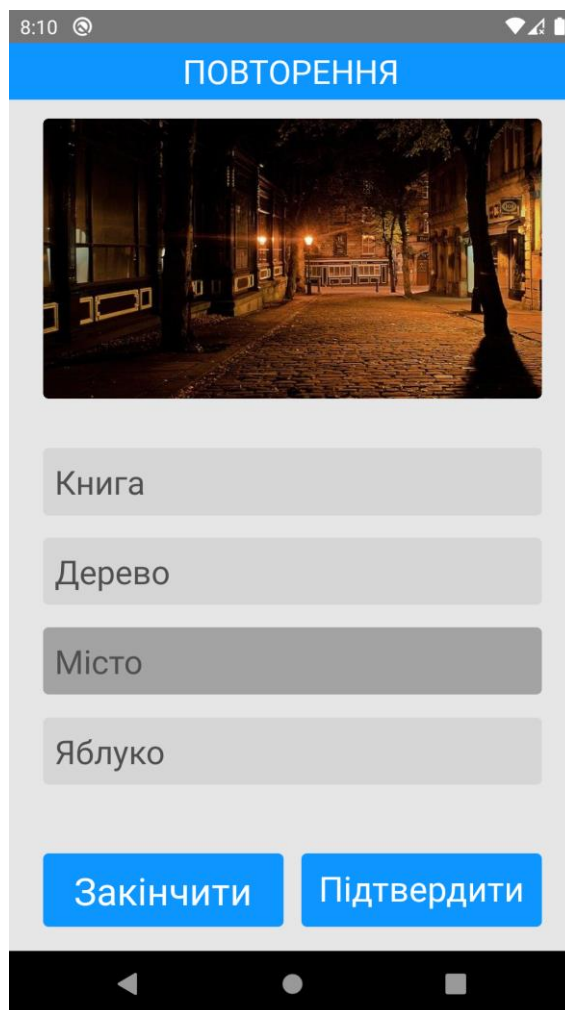 8:10
ПОВТОРЕННЯ
Книга
Дерево
Місто
Яблуко
Закінчити
Підтвердити